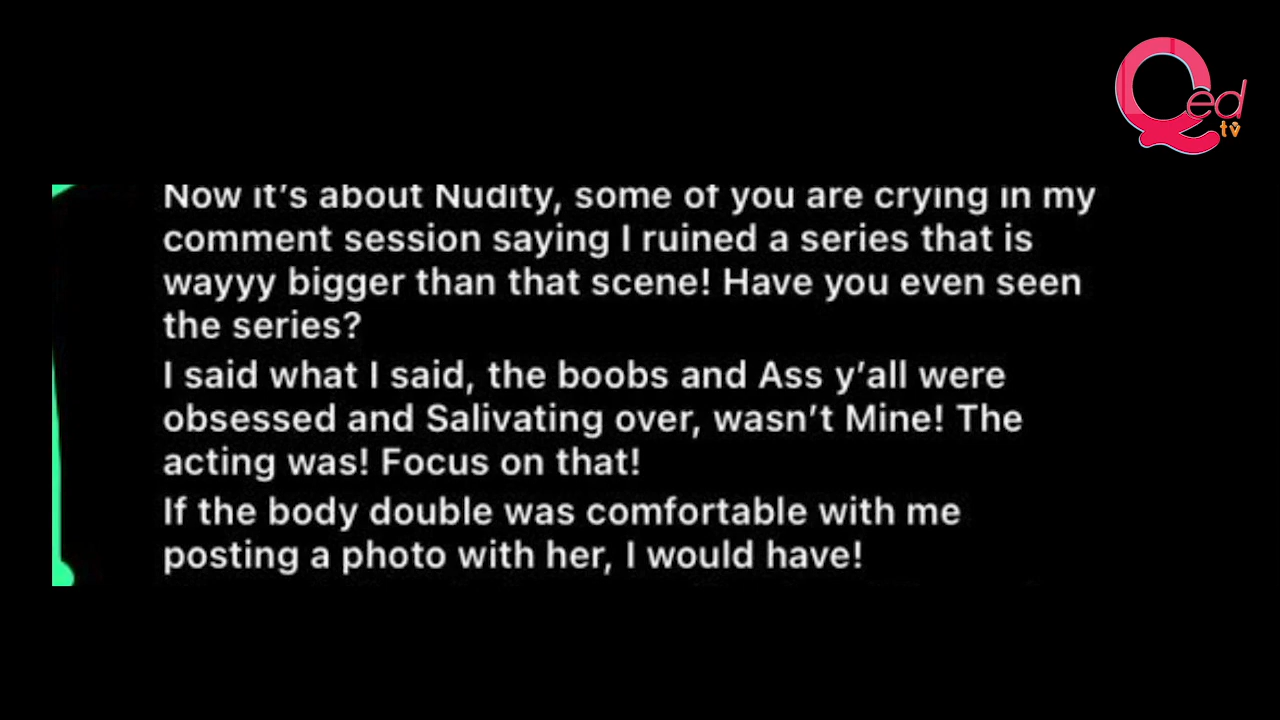 Qed
tv
Now it's about Nudity, some of you are crying in my
comment session saying I ruined a series that is
wayyy bigger than that scene! Have you even seen
the series?
I said what I said, the boobs and Ass y'all were
obsessed and Salivating over, wasn't Mine! The
acting was! Focus on that!
If the body double was comfortable with me
posting a photo with her, I would have!